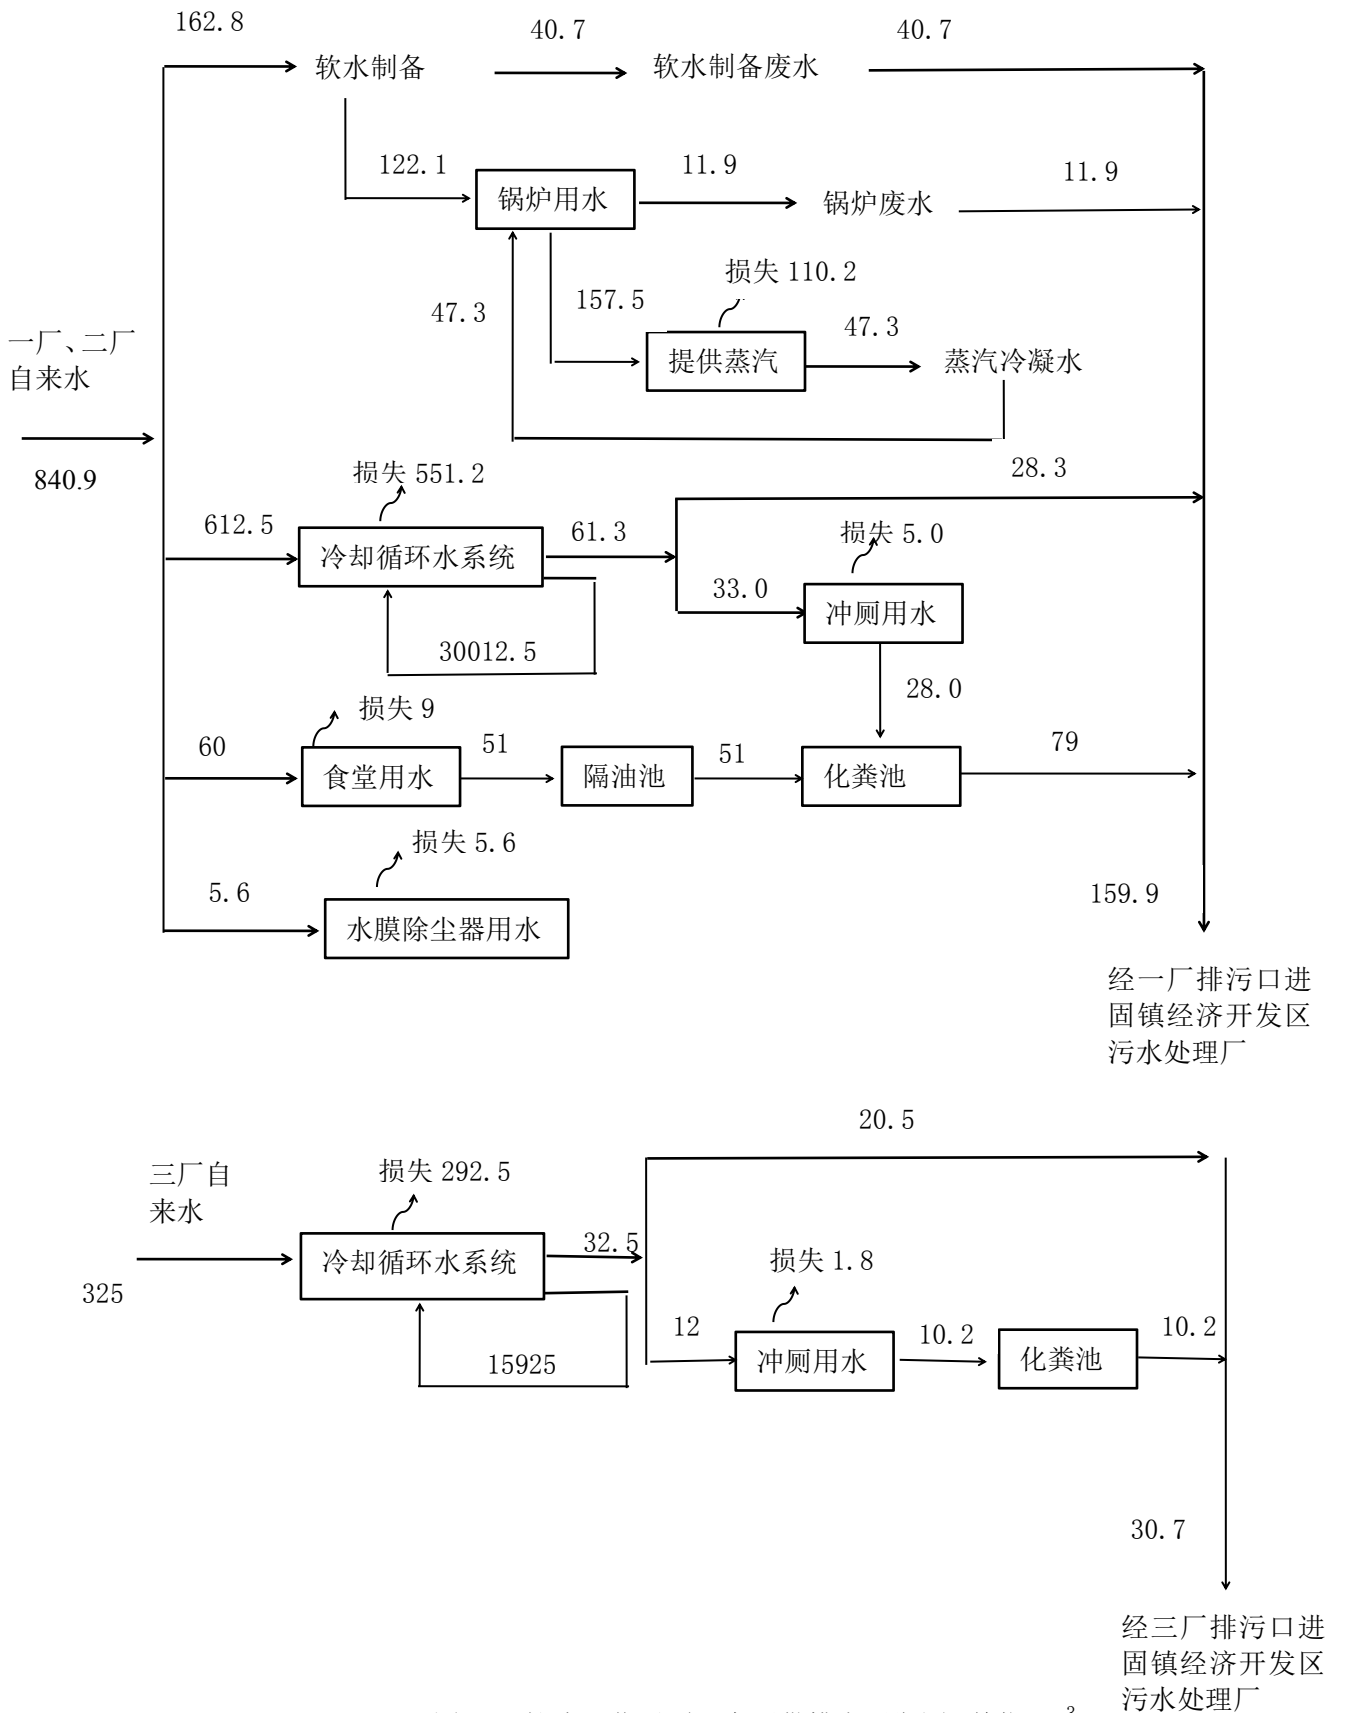 162.8
40.7
40.7
软水制备
软水制备废水
122.1
11.9
11.9
锅炉用水
锅炉废水
损失 110.2
47.3
157.5
47.3
一厂、二厂
自来水
提供蒸汽
蒸汽冷凝水
840.9
损失 551.2
28.3
612.5
61.3
损失 5.0
冷却循环水系统
33.0
冲厕用水
30012.5
28.0
损失 9
60
51
51
79
食堂用水
隔油池
化粪池
损失 5.6
5.6
159.9
水膜除尘器用水
经一厂排污口进
固镇经济开发区
污水处理厂
20.5
三厂自
来水
损失 292.5
冷却循环水系统
32.5
损失 1.8
325
12
10.2
10.2
15925
冲厕用水
化粪池
30.7
经三厂排污口进
固镇经济开发区
污水处理厂
3